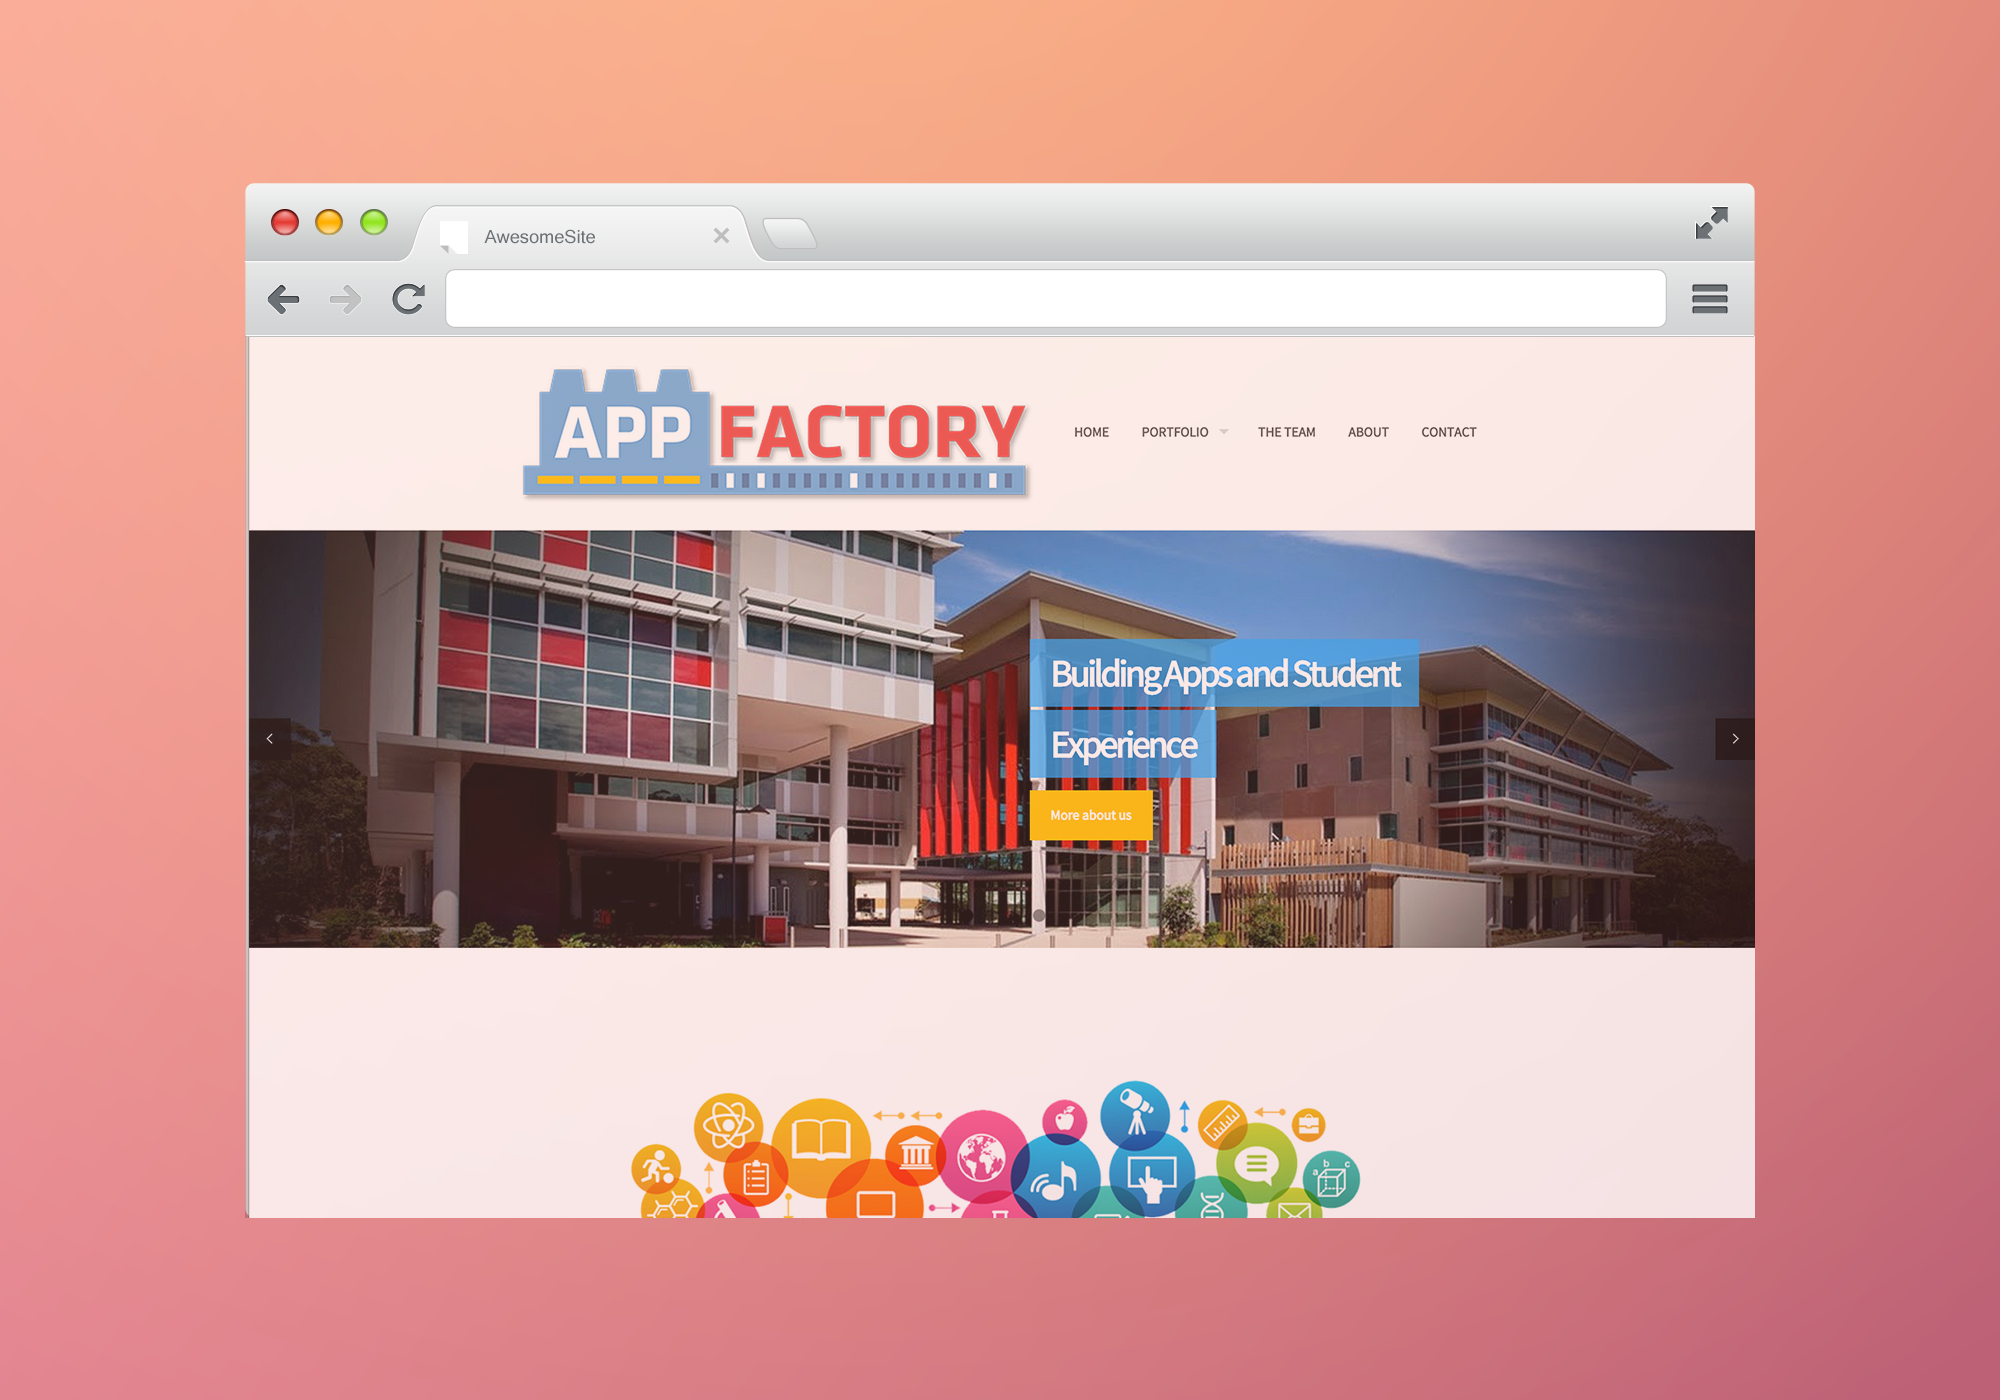 AwesomeSite
APP FACTORY
HOME PORTFOLIO THE TEAM ABOUT CONTACT
Building Apps and Student
Experience
More about us
a b c